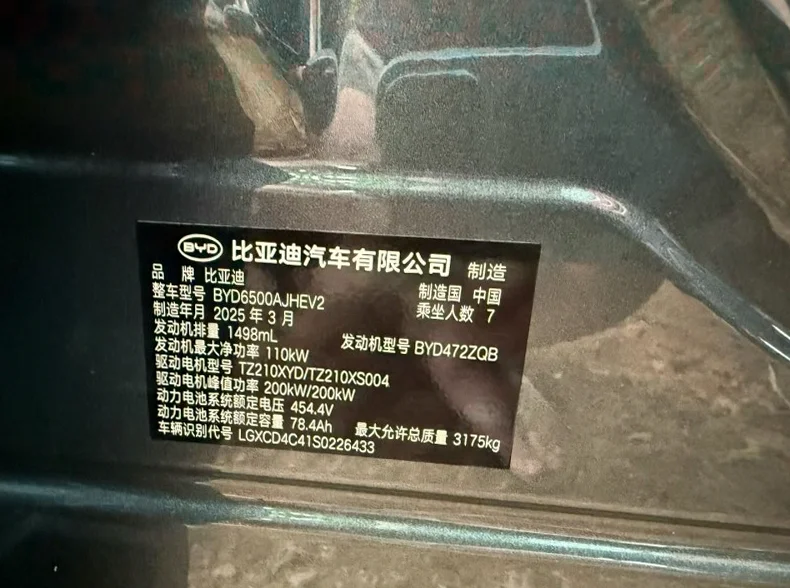 BYD 比亚迪汽车有限公司 制造
品 牌 比亚迪
整车型号 BYD6500AJHEV2 制造国 中国
制造年月 2025 年 3 月 乘坐人数 7
发动机排量 1498mL 发动机型号 BYD472ZQB
发动机最大净功率 110kW
驱动电机型号 TZ210XYD/TZ210XS004
驱动电机峰值功率 200kW/200kW
动力电池系统额定电压 454.4V
动力电池系统额定容量 78.4Ah 最大允许总质量 3175kg
车辆识别代号 LGXCD4C41S0226433